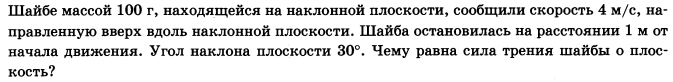 Шайбе массой 100 г, находящейся на наклонной плоскости, сообщили скорость 4 м/с, на-
правленную вверх вдоль наклонной плоскости. Шайба остановилась на расстоянии 1 м от
начала движения. Угол наклона плоскости 30°. Чему равна сила трения шайбы о плос-
кость?